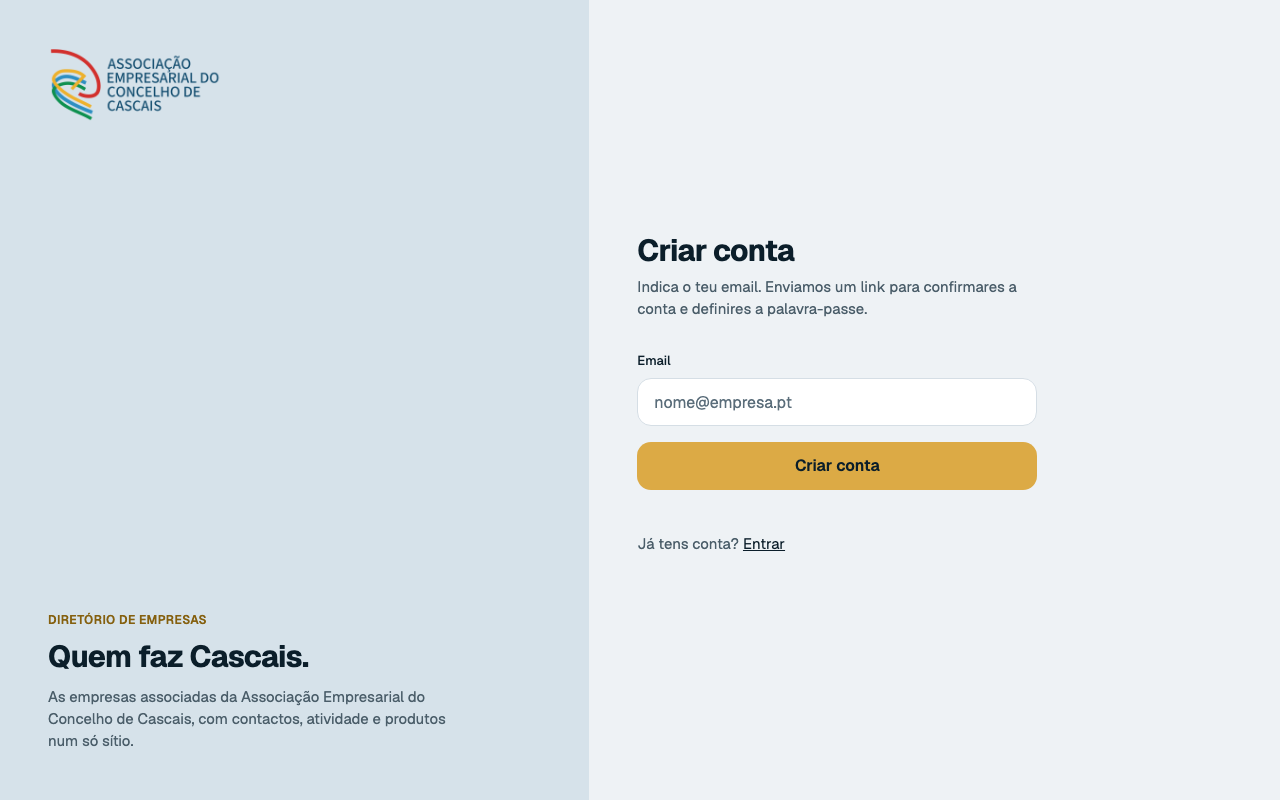 ASSOCIAÇÃO
EMPRESARIAL DO
CONCELHO DE
CASCAIS
DIRETÓRIO DE EMPRESAS
Quem faz Cascais.
As empresas associadas da Associação Empresarial do
Concelho de Cascais, com contactos, atividade e produtos
num só sítio.
Criar conta
Indica o teu email. Enviamos um link para confirmares a
conta e definires a palavra-passe.
Email
nome@empresa.pt
Criar conta
Já tens conta? Entrar